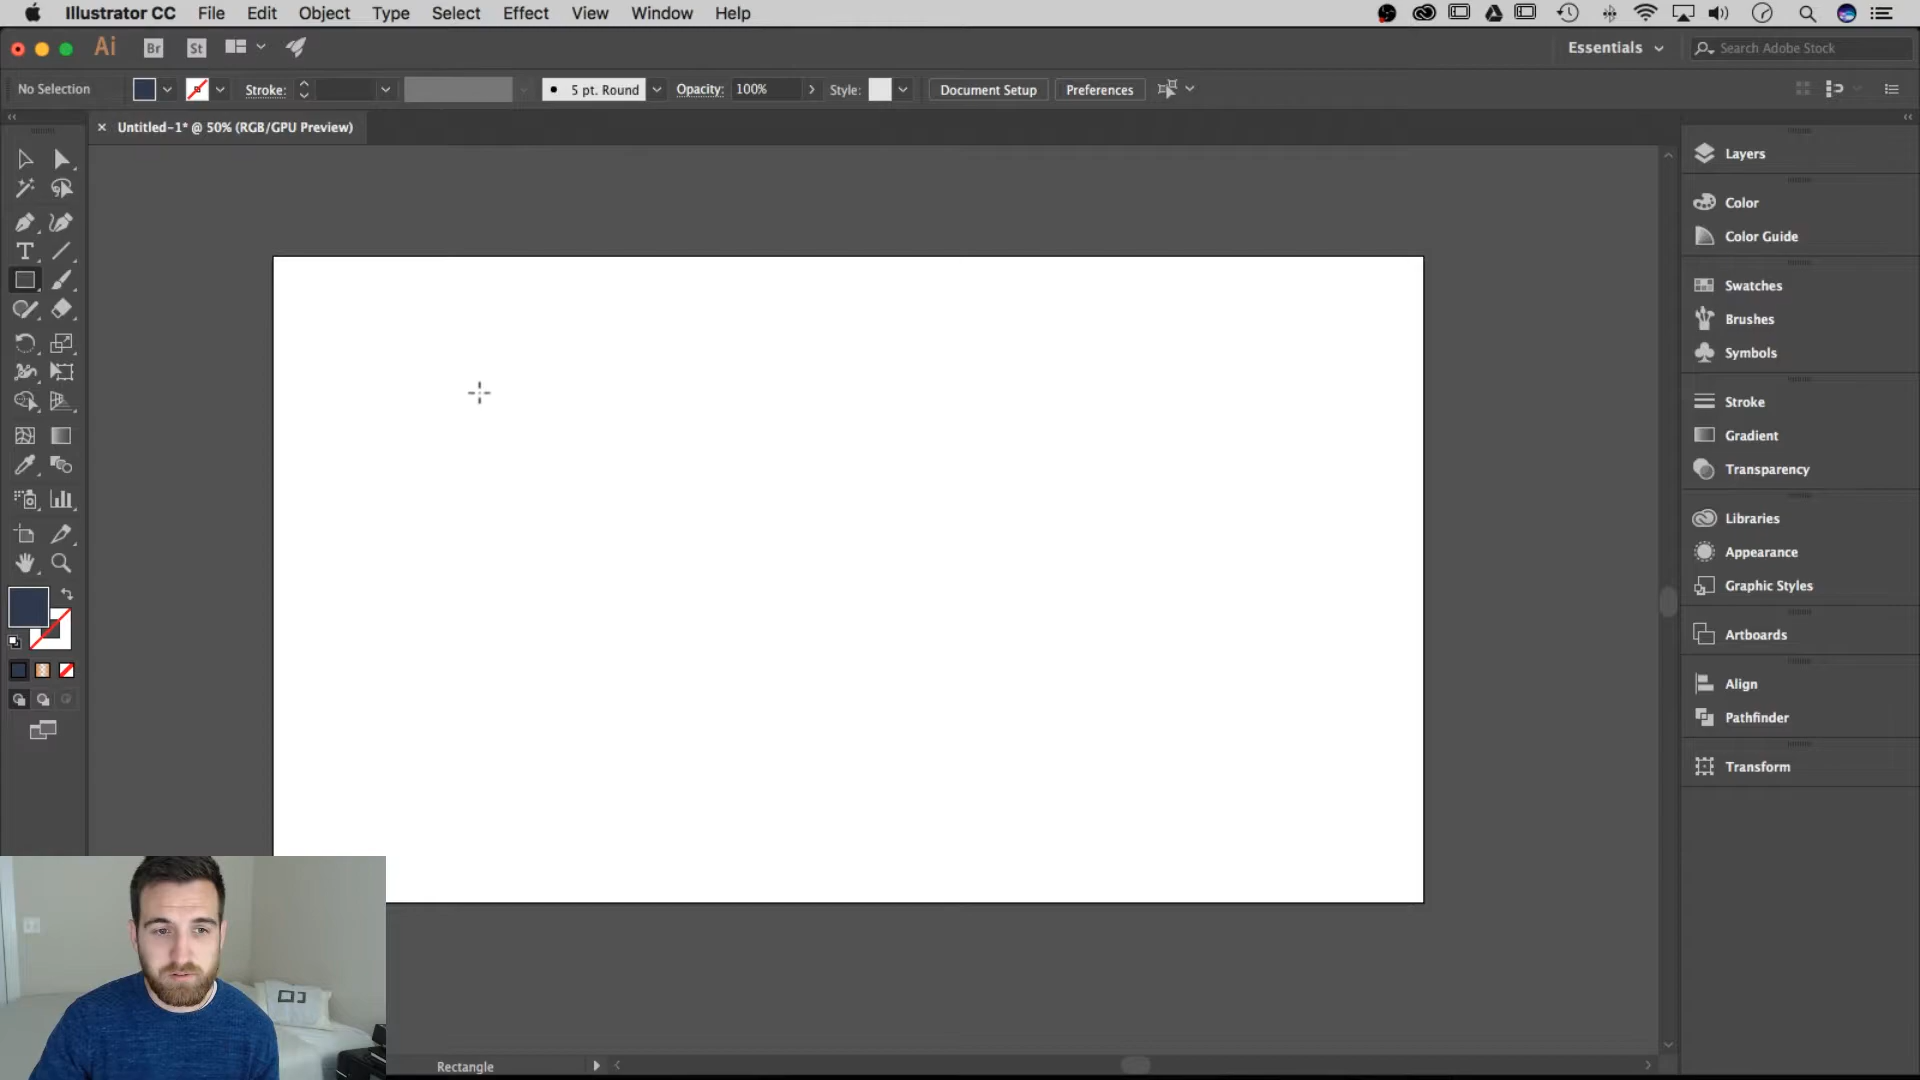 Illustrator CC File Edit Object Type Select Effect View Window Help
Ai Br St Essentials Search Adobe Stock
No Selection Stroke: 5 pt. Round Opacity: 100% Style: Document Setup Preferences
Untitled-1* @ 50% (RGB/GPU Preview)
Layers
Color
Color Guide
Swatches
Brushes
Symbols
Stroke
Gradient
Transparency
Libraries
Appearance
Graphic Styles
Artboards
Align
Pathfinder
Transform
Rectangle